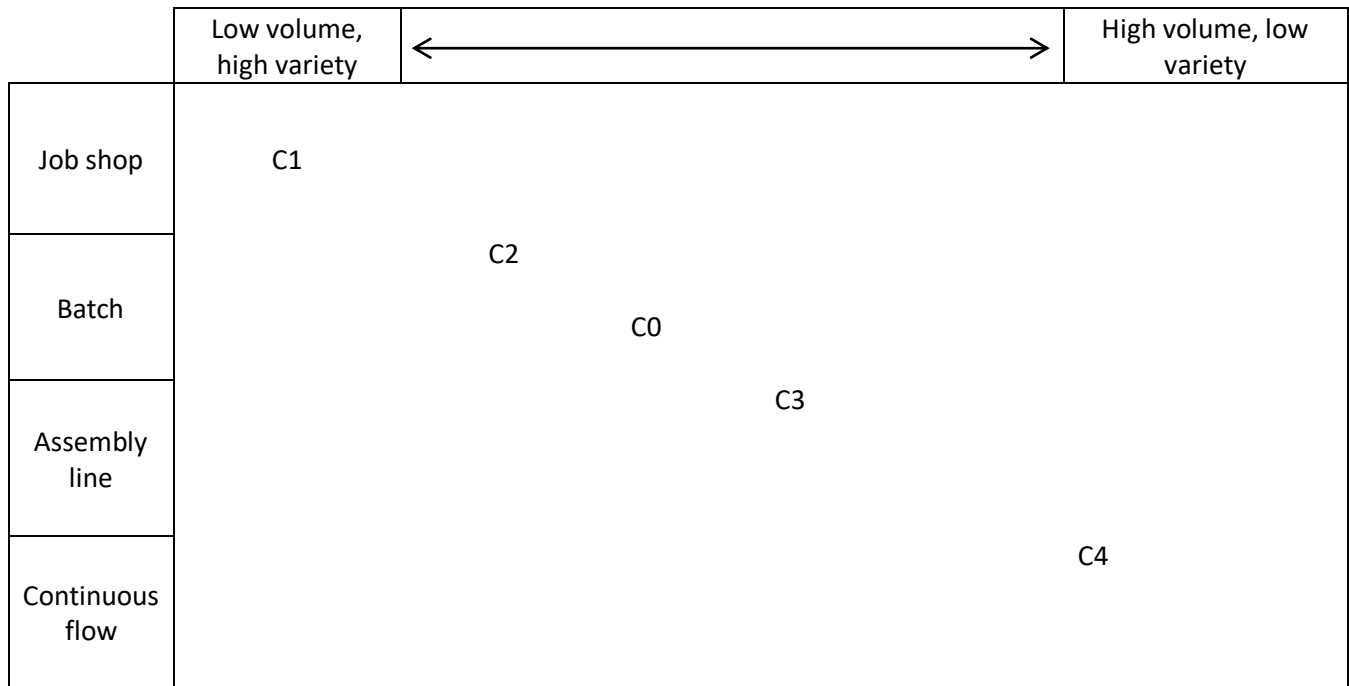 Low volume,
high variety
High volume, low
variety
Job shop
C1
C2
Batch
C0
C3
Assembly
line
C4
Continuous
flow